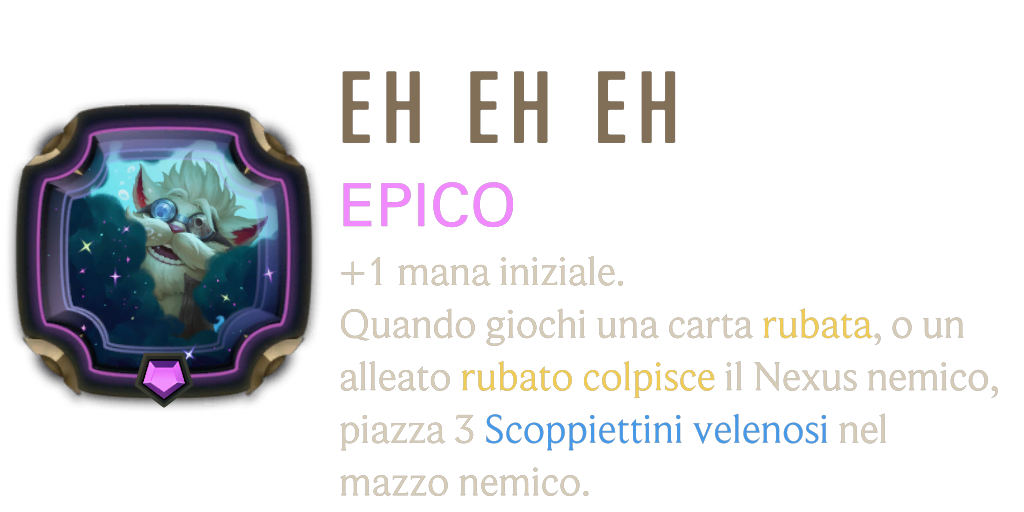 EH EH EH
EPICO
+1 mana iniziale.
Quando giochi una carta rubata, o un
alleato rubato colpisce il Nexus nemico,
piazza 3 Scoppiettini velenosi nel
mazzo nemico.